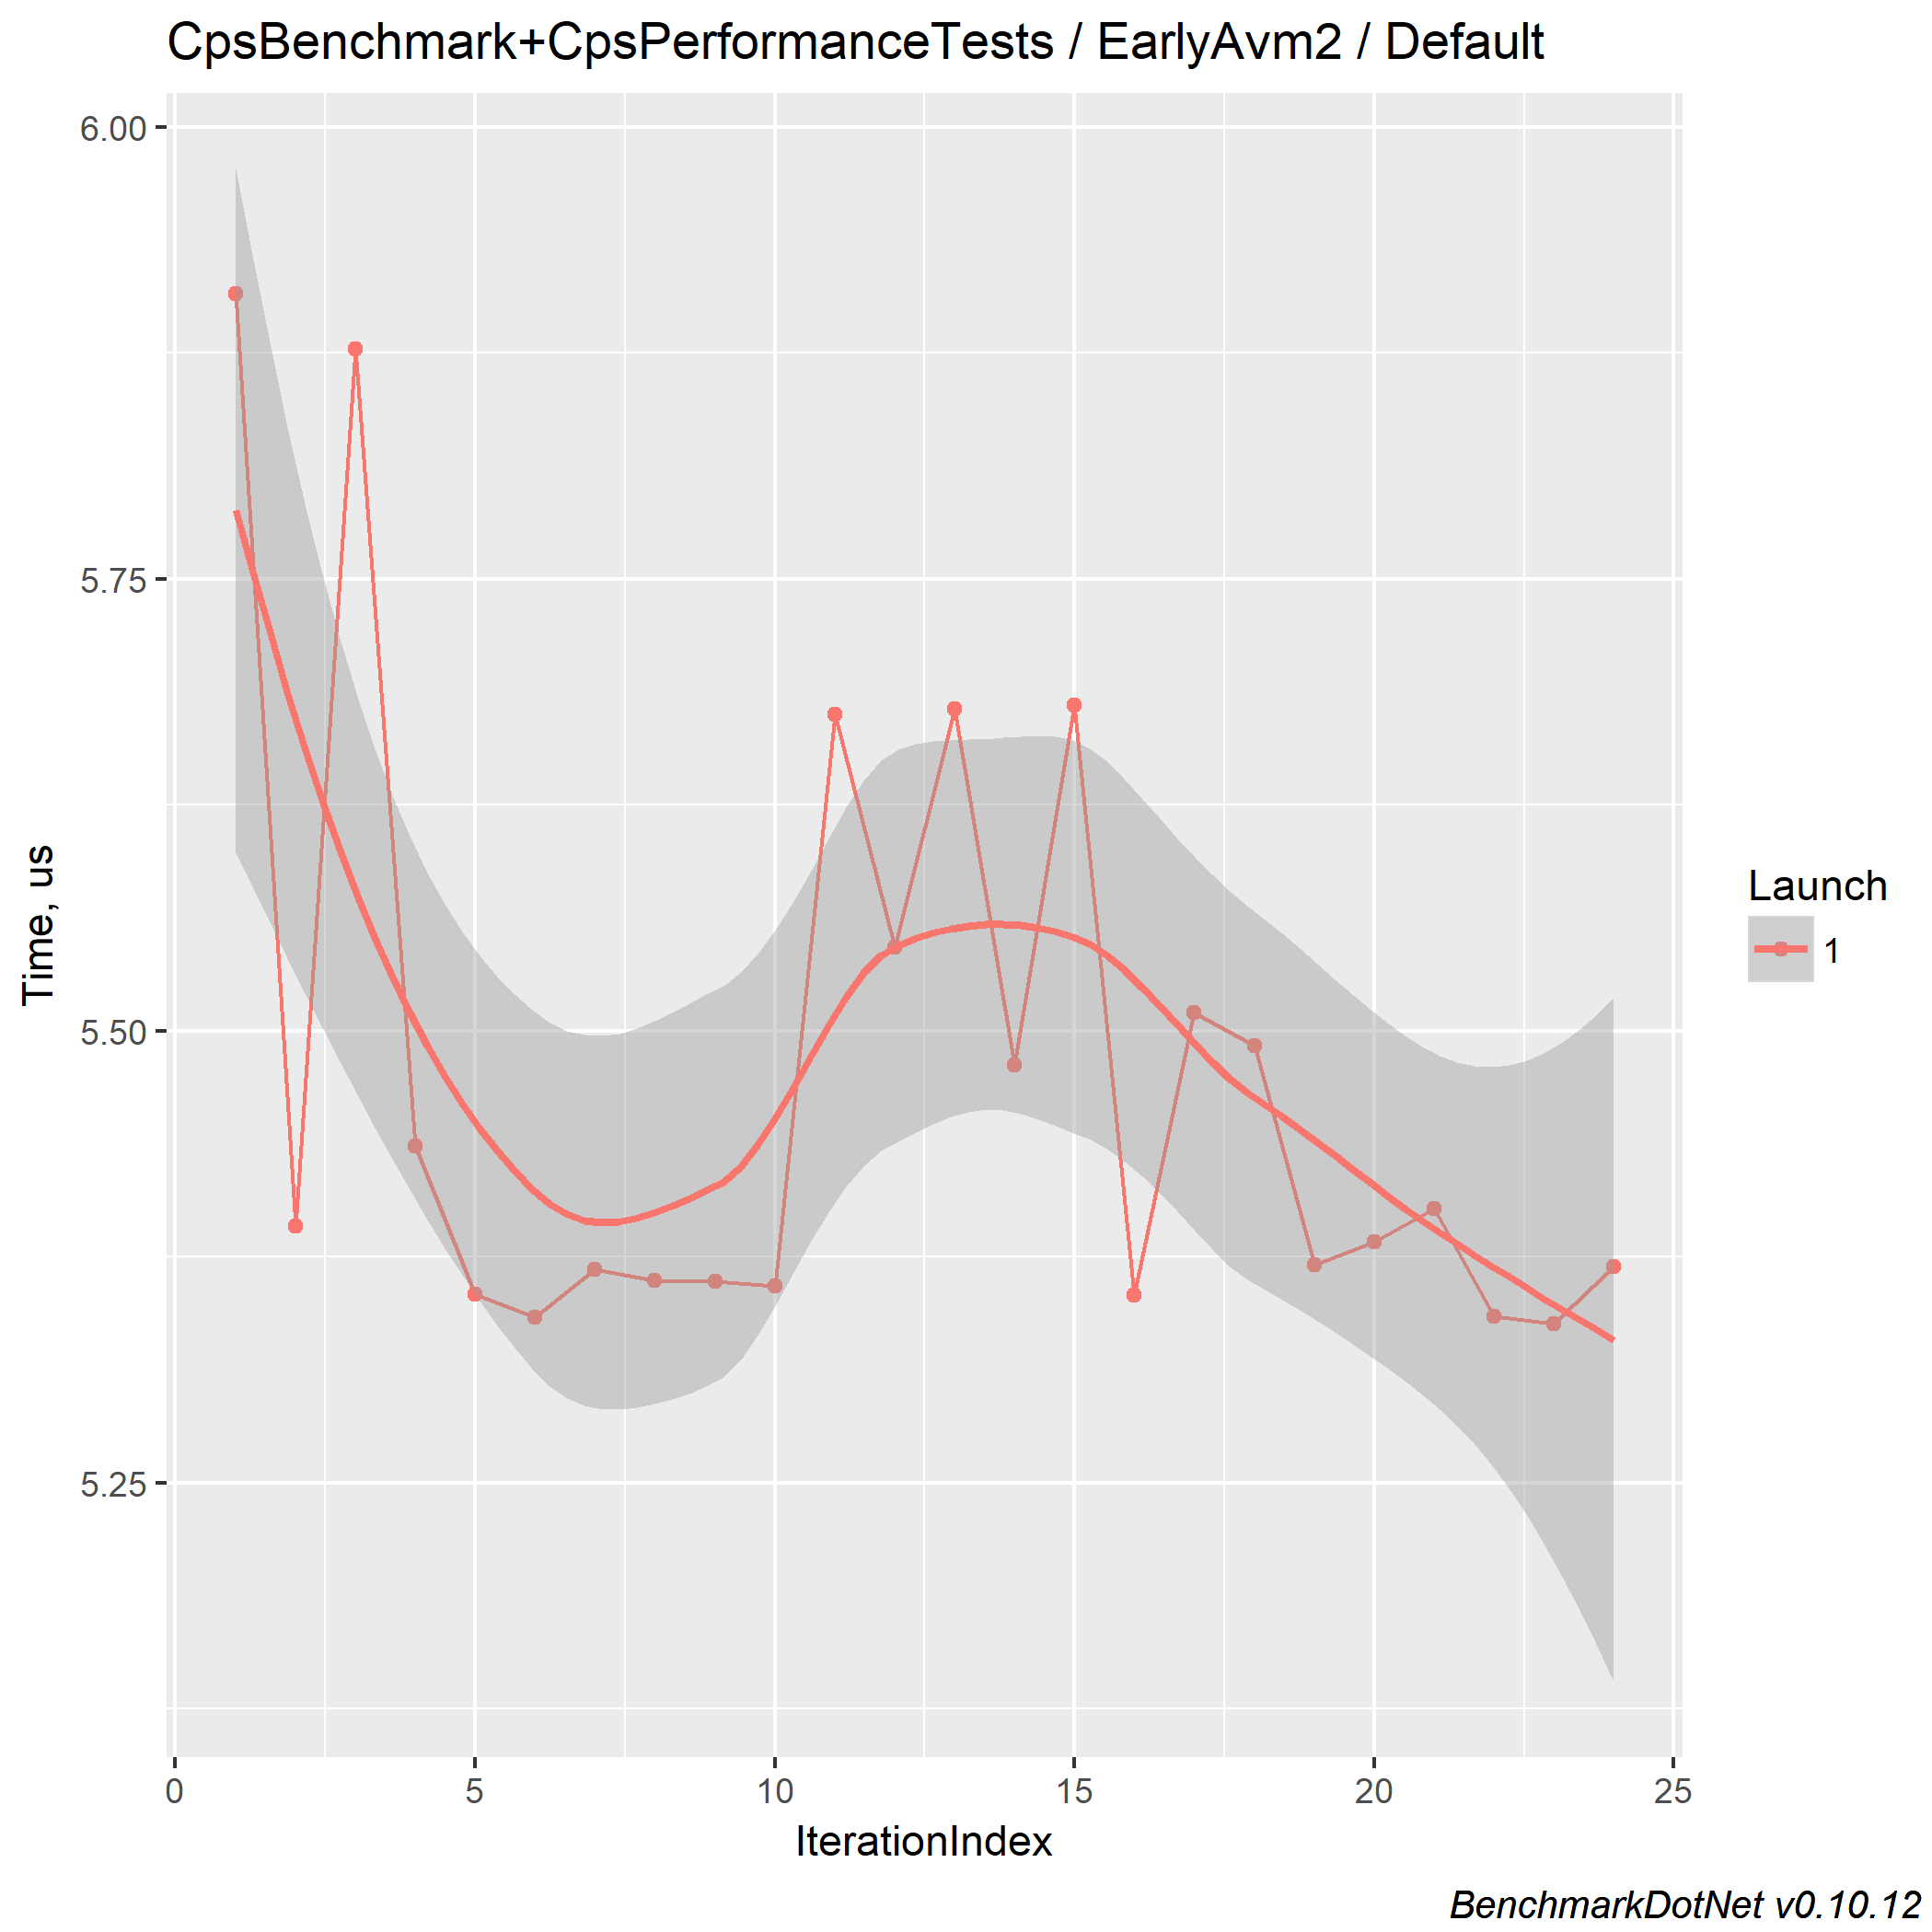 CpsBenchmark+CpsPerformanceTests / EarlyAvm2 / Default
6.00
5.75
5.50
5.25
Time, us
0 5 10 15 20 25
IterationIndex
Launch
1
BenchmarkDotNet v0.10.12